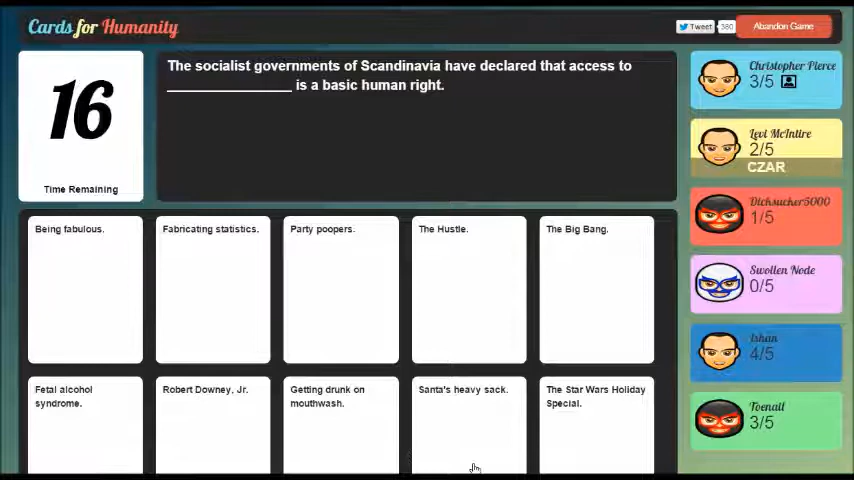 Cards for Humanity
Tweet
380
Abandon Game
16
Time Remaining
The socialist governments of Scandinavia have declared that access to
_______________ is a basic human right.
Christopher Pierce
3/5
Levi McIntire
2/5
CZAR
Dicksucker5000
1/5
Swollen Node
0/5
Ishan
4/5
Toenail
3/5
Being fabulous.
Fabricating statistics.
Party poopers.
The Hustle.
The Big Bang.
Fetal alcohol
syndrome.
Robert Downey, Jr.
Getting drunk on
mouthwash.
Santa's heavy sack.
The Star Wars Holiday
Special.